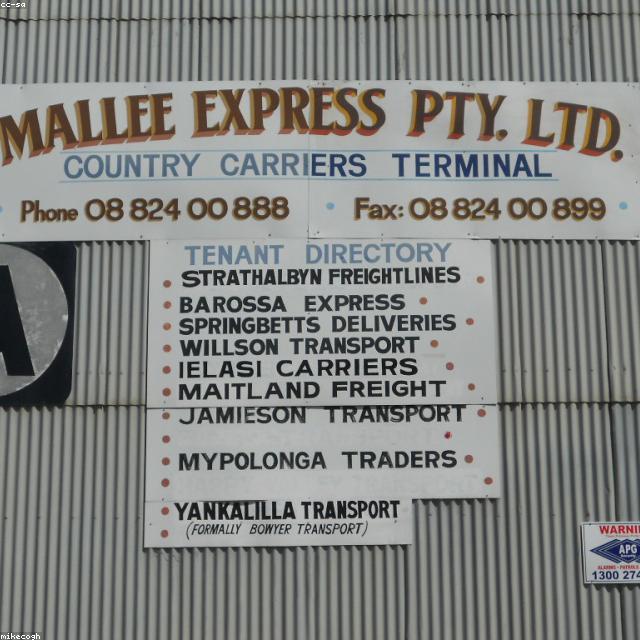 cc-sa
MALLEE EXPRESS PTY. LTD.
COUNTRY CARRIERS TERMINAL
Phone 08 824 00 888 Fax: 08 824 00 899
TENANT DIRECTORY
STRATHALBYN FREIGHTLINES
BAROSSA EXPRESS
SPRINGBETTS DELIVERIES
WILLSON TRANSPORT
IELASI CARRIERS
MAITLAND FREIGHT
JAMIESON TRANSPORT
MYPOLONGA TRADERS
YANKALILLA TRANSPORT
(FORMALLY BOWYER TRANSPORT)
A
WARNI
APG
1300 274
mikecogh